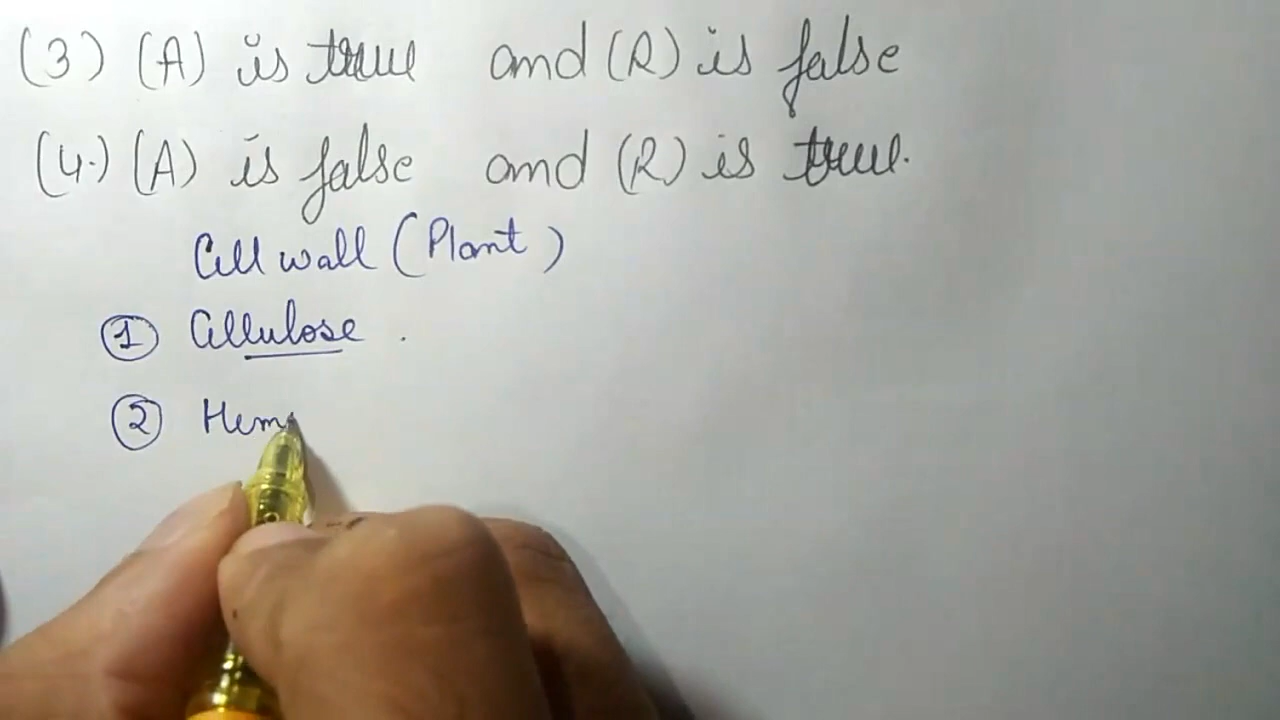 (3) (A) is true and (R) is false
(4.) (A) is false and (R) is true.
Cell wall (Plant)
1 Cellulose.
2 Hem